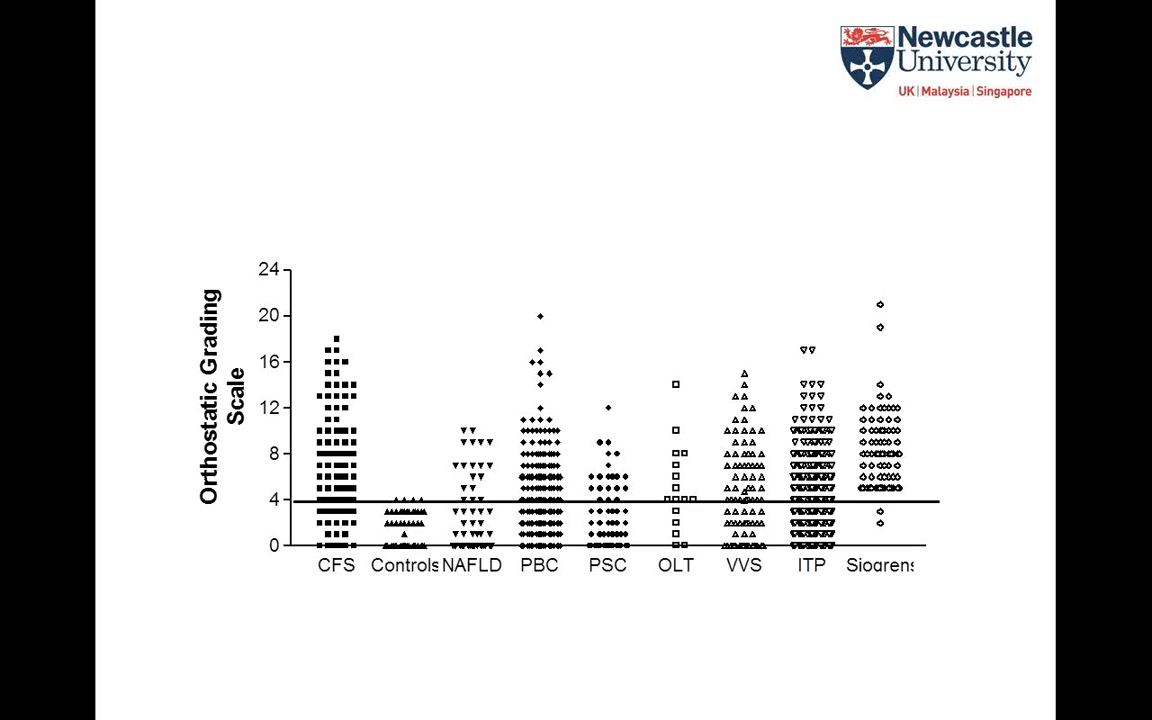 Newcastle
University
UK | Malaysia | Singapore
Orthostatic Grading
Scale
24
20
16
12
8
4
0
CFS Controls NAFLD PBC PSC OLT VVS ITP Sjogrens